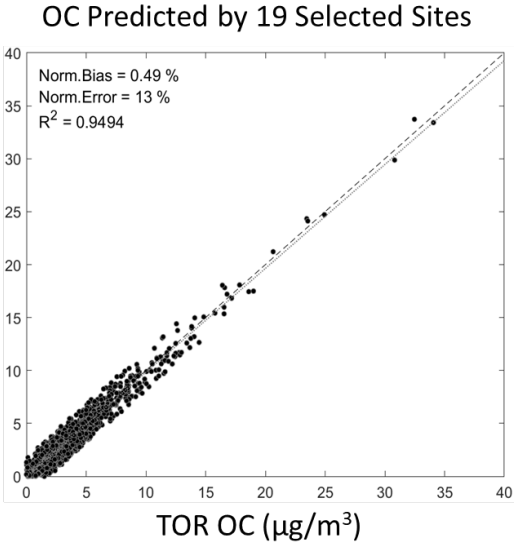 OC Predicted by 19 Selected Sites
40
Norm.Bias = 0.49 %
Norm.Error = 13 %
R² = 0.9494
35
30
25
20
15
10
5
0
0 5 10 15 20 25 30 35 40
TOR OC (µg/m³)